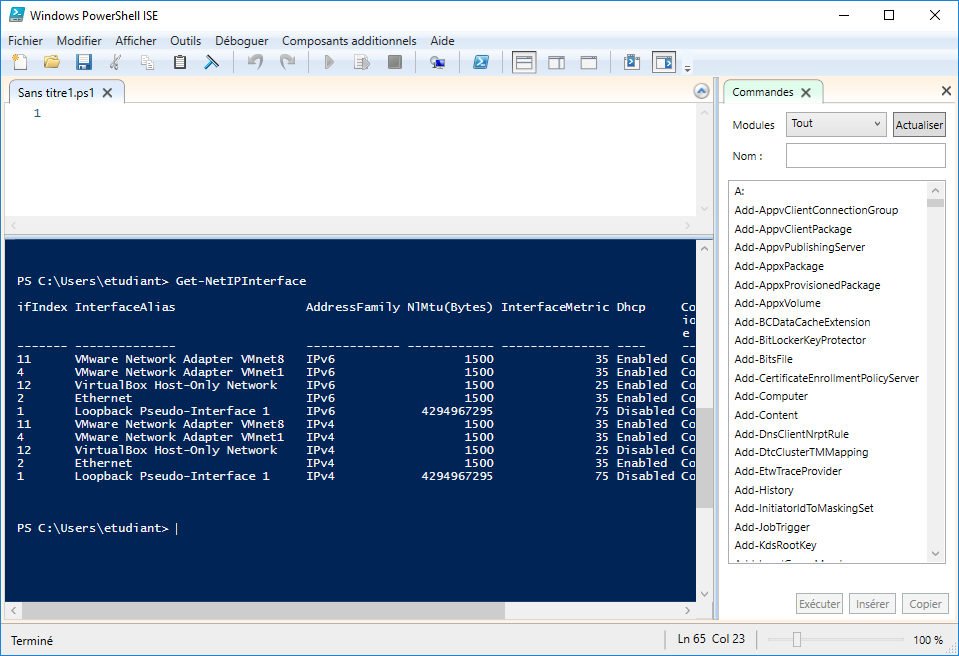 Windows PowerShell ISE
Fichier Modifier Afficher Outils Déboguer Composants additionnels Aide
Sans titre1.ps1
1
PS C:\Users\etudiant> Get-NetIPInterface
ifIndex InterfaceAlias AddressFamily NlMtu(Bytes) InterfaceMetric Dhcp Co
io
e
------- -------------- ------------- ------------ --------------- ---- --
11 VMware Network Adapter VMnet8 IPv6 1500 35 Enabled Co
4 VMware Network Adapter VMnet1 IPv6 1500 35 Enabled Co
12 VirtualBox Host-Only Network IPv6 1500 25 Enabled Co
2 Ethernet IPv6 1500 35 Enabled Co
1 Loopback Pseudo-Interface 1 IPv6 4294967295 75 Disabled Co
11 VMware Network Adapter VMnet8 IPv4 1500 35 Enabled Co
4 VMware Network Adapter VMnet1 IPv4 1500 35 Enabled Co
12 VirtualBox Host-Only Network IPv4 1500 25 Disabled Co
2 Ethernet IPv4 1500 35 Enabled Co
1 Loopback Pseudo-Interface 1 IPv4 4294967295 75 Disabled Co
PS C:\Users\etudiant>
Commandes
Modules Tout Actualiser
Nom :
A:
Add-AppvClientConnectionGroup
Add-AppvClientPackage
Add-AppvPublishingServer
Add-AppxPackage
Add-AppxProvisionedPackage
Add-AppxVolume
Add-BCDataCacheExtension
Add-BitLockerKeyProtector
Add-BitsFile
Add-CertificateEnrollmentPolicyServer
Add-Computer
Add-Content
Add-DnsClientNrptRule
Add-DtcClusterTMMapping
Add-EtwTraceProvider
Add-History
Add-InitiatorIdToMaskingSet
Add-JobTrigger
Add-KdsRootKey
Exécuter Insérer Copier
Terminé Ln 65 Col 23 100 %